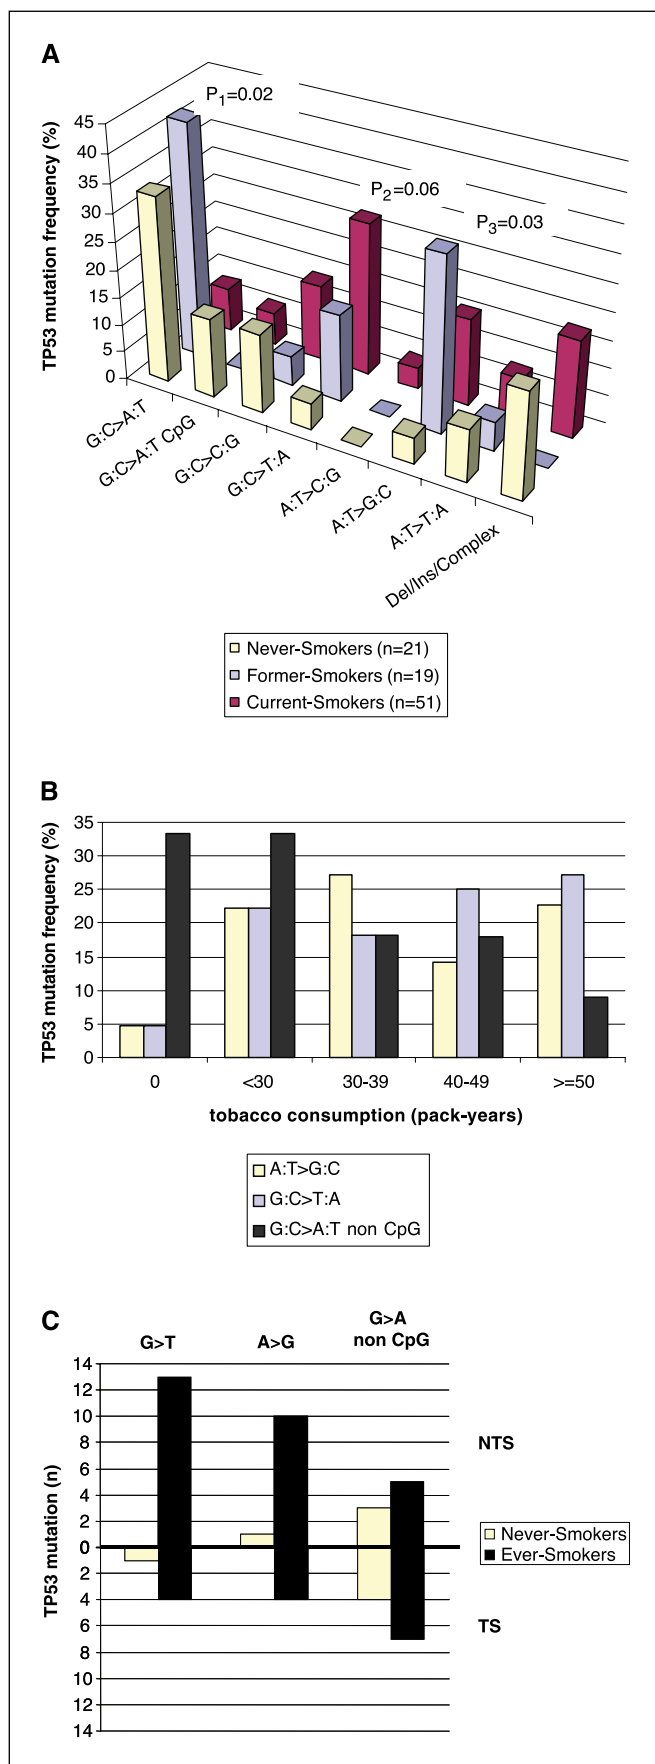 A
P1=0.02
P2=0.06
P3=0.03
TP53 mutation frequency (%)
45
40
35
30
25
20
15
10
5
0
G:C>A:T
G:C>A:T CpG
G:C>C:G
G:C>T:A
A:T>C:G
A:T>G:C
A:T>T:A
Del/Ins/Complex
Never-Smokers (n=21)
Former-Smokers (n=19)
Current-Smokers (n=51)
B
TP53 mutation frequency (%)
35
30
25
20
15
10
5
0
0 <30 30-39 40-49 >=50
tobacco consumption (pack-years)
A:T>G:C
G:C>T:A
G:C>A:T non CpG
C
G>T A>G G>A
non CpG
TP53 mutation (n)
14
12
10
8
6
4
2
0
2
4
6
8
10
12
14
NTS
Never-Smokers
Ever-Smokers
TS